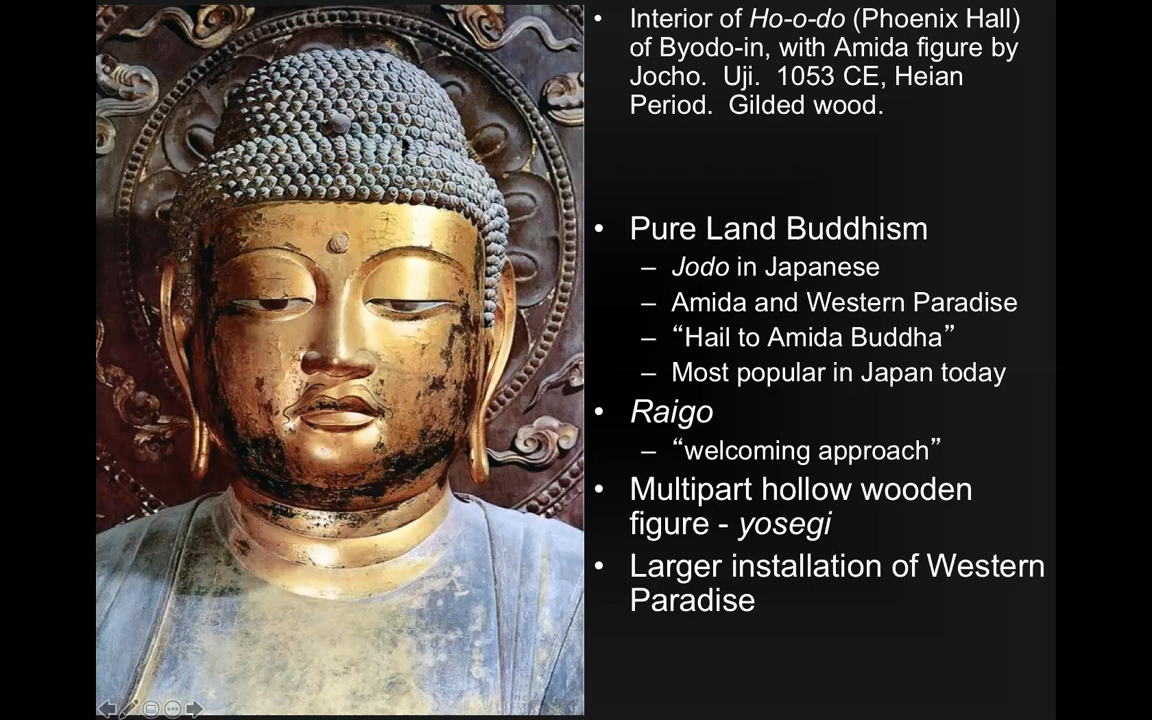 • Interior of Ho-o-do (Phoenix Hall)
of Byodo-in, with Amida figure by
Jocho.  Uji.  1053 CE, Heian
Period.  Gilded wood.
• Pure Land Buddhism
– Jodo in Japanese
– Amida and Western Paradise
– “Hail to Amida Buddha”
– Most popular in Japan today
• Raigo
– “welcoming approach”
• Multipart hollow wooden
figure - yosegi
• Larger installation of Western
Paradise